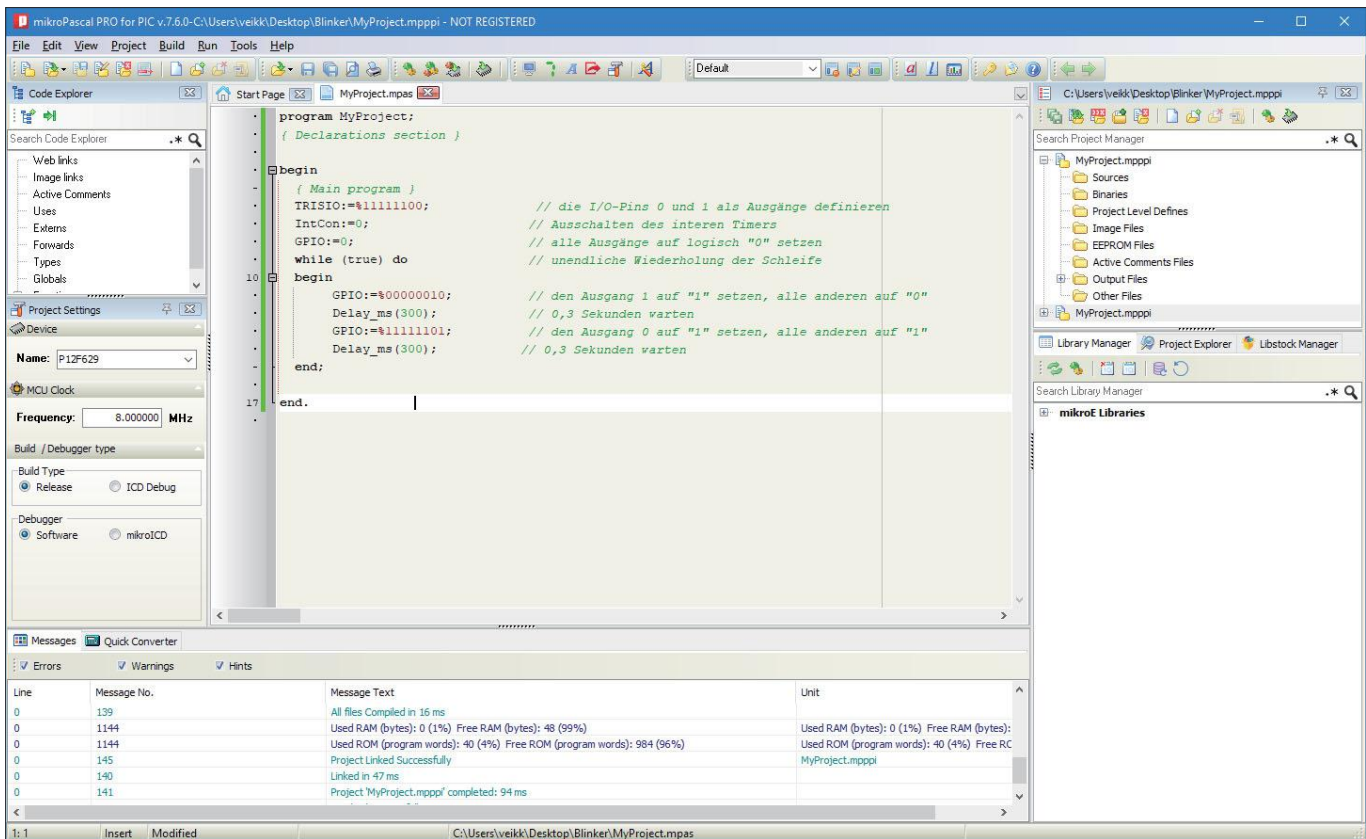 mikroPascal PRO for PIC v.7.6.0-C:\Users\veikk\Desktop\Blinker\MyProject.mpppi - NOT REGISTERED
File Edit View Project Build Run Tools Help
Default
Code Explorer
Search Code Explorer
Web links
Image links
Active Comments
Uses
Externs
Forwards
Types
Globals
Project Settings
Device
Name: P12F629
MCU Clock
Frequency: 8.000000 MHz
Build / Debugger type
Build Type
Release ICD Debug
Debugger
Software mikroICD
Start Page MyProject.mpas
program MyProject;
{ Declarations section }
begin
{ Main program }
TRISIO:=%11111100; // die I/O-Pins 0 und 1 als Ausgänge definieren
IntCon:=0; // Ausschalten des interen Timers
GPIO:=0; // alle Ausgänge auf logisch "0" setzen
while (true) do // unendliche Wiederholung der Schleife
10 begin
GPIO:=%00000010; // den Ausgang 1 auf "1" setzen, alle anderen auf "0"
Delay_ms(300); // 0,3 Sekunden warten
GPIO:=%11111101; // den Ausgang 0 auf "1" setzen, alle anderen auf "1"
Delay_ms(300); // 0,3 Sekunden warten
end;
17 end.
C:\Users\veikk\Desktop\Blinker\MyProject.mpppi
Search Project Manager
MyProject.mpppi
Sources
Binaries
Project Level Defines
Image Files
EEPROM Files
Active Comments Files
Output Files
Other Files
MyProject.mpppi
Library Manager Project Explorer Libstock Manager
Search Library Manager
mikroE Libraries
Messages Quick Converter
Errors Warnings Hints
Line Message No. Message Text Unit
0 139 All files Compiled in 16 ms
0 1144 Used RAM (bytes): 0 (1%) Free RAM (bytes): 48 (99%) Used RAM (bytes): 0 (1%) Free RAM (bytes):
0 1144 Used ROM (program words): 40 (4%) Free ROM (program words): 984 (96%) Used ROM (program words): 40 (4%) Free RO
0 145 Project Linked Successfully MyProject.mpppi
0 140 Linked in 47 ms
0 141 Project 'MyProject.mpppi' completed: 94 ms
1: 1 Insert Modified C:\Users\veikk\Desktop\Blinker\MyProject.mpas